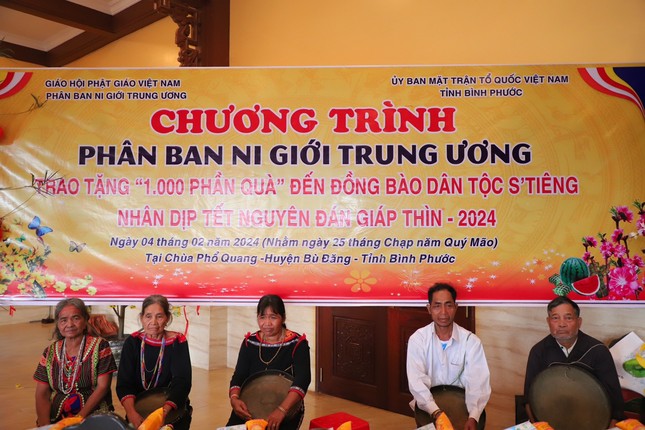 GIÁO HỘI PHẬT GIÁO VIỆT NAM
PHÂN BAN NI GIỚI TRUNG ƯƠNG
ỦY BAN MẶT TRẬN TỔ QUỐC VIỆT NAM
TỈNH BÌNH PHƯỚC
CHƯƠNG TRÌNH
PHÂN BAN NI GIỚI TRUNG ƯƠNG
TRAO TẶNG “1.000 PHẦN QUÀ” ĐẾN ĐỒNG BÀO DÂN TỘC S’TIÊNG
NHÂN DỊP TẾT NGUYÊN ĐÁN GIÁP THÌN - 2024
Ngày 04 tháng 02 năm 2024 (Nhằm ngày 25 tháng Chạp năm Quý Mão)
Tại Chùa Phổ Quang -Huyện Bù Đăng - Tỉnh Bình Phước